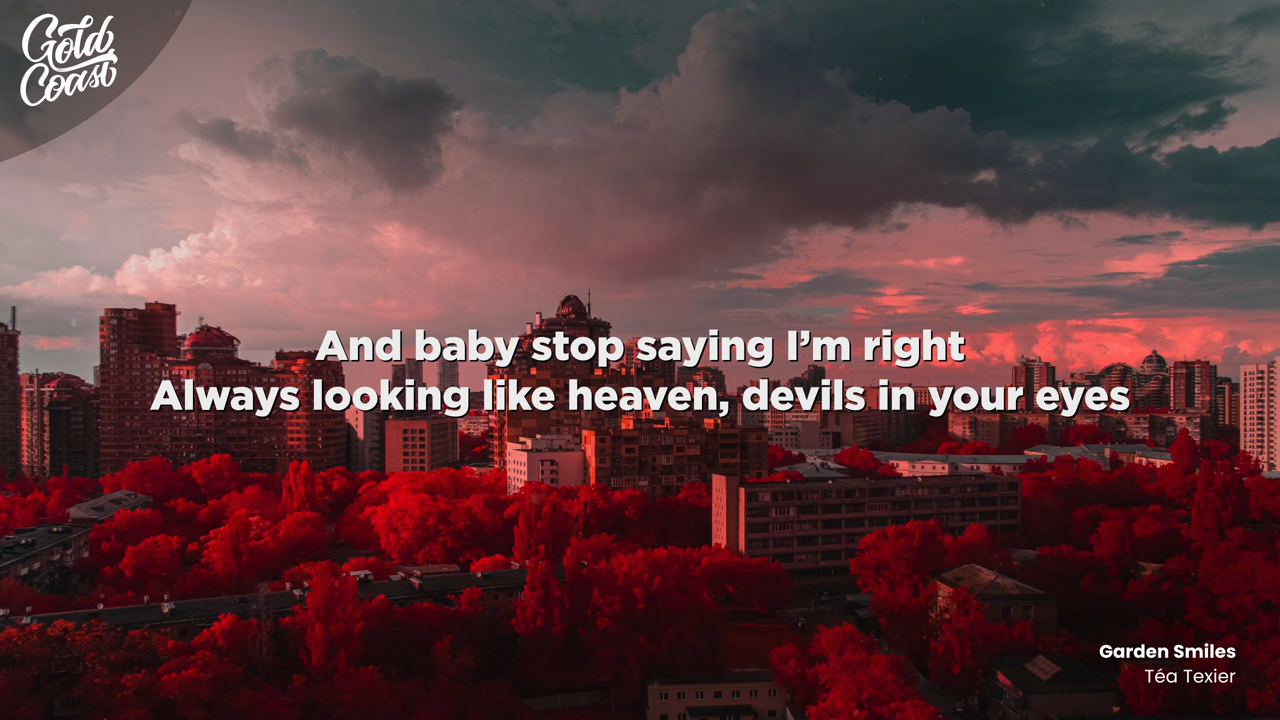 Gold
Coast
And baby stop saying I’m right
Always looking like heaven, devils in your eyes
Garden Smiles
Téa Texier